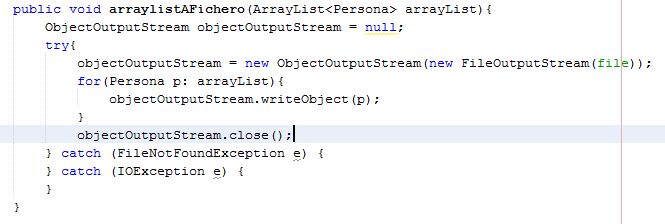 public void arraylistAFichero(ArrayList<Persona> arrayList){
ObjectOutputStream objectOutputStream = null;
try{
objectOutputStream = new ObjectOutputStream(new FileOutputStream(file));
for(Persona p: arrayList){
objectOutputStream.writeObject(p);
}
objectOutputStream.close();
} catch (FileNotFoundException e) {
} catch (IOException e) {
}
}